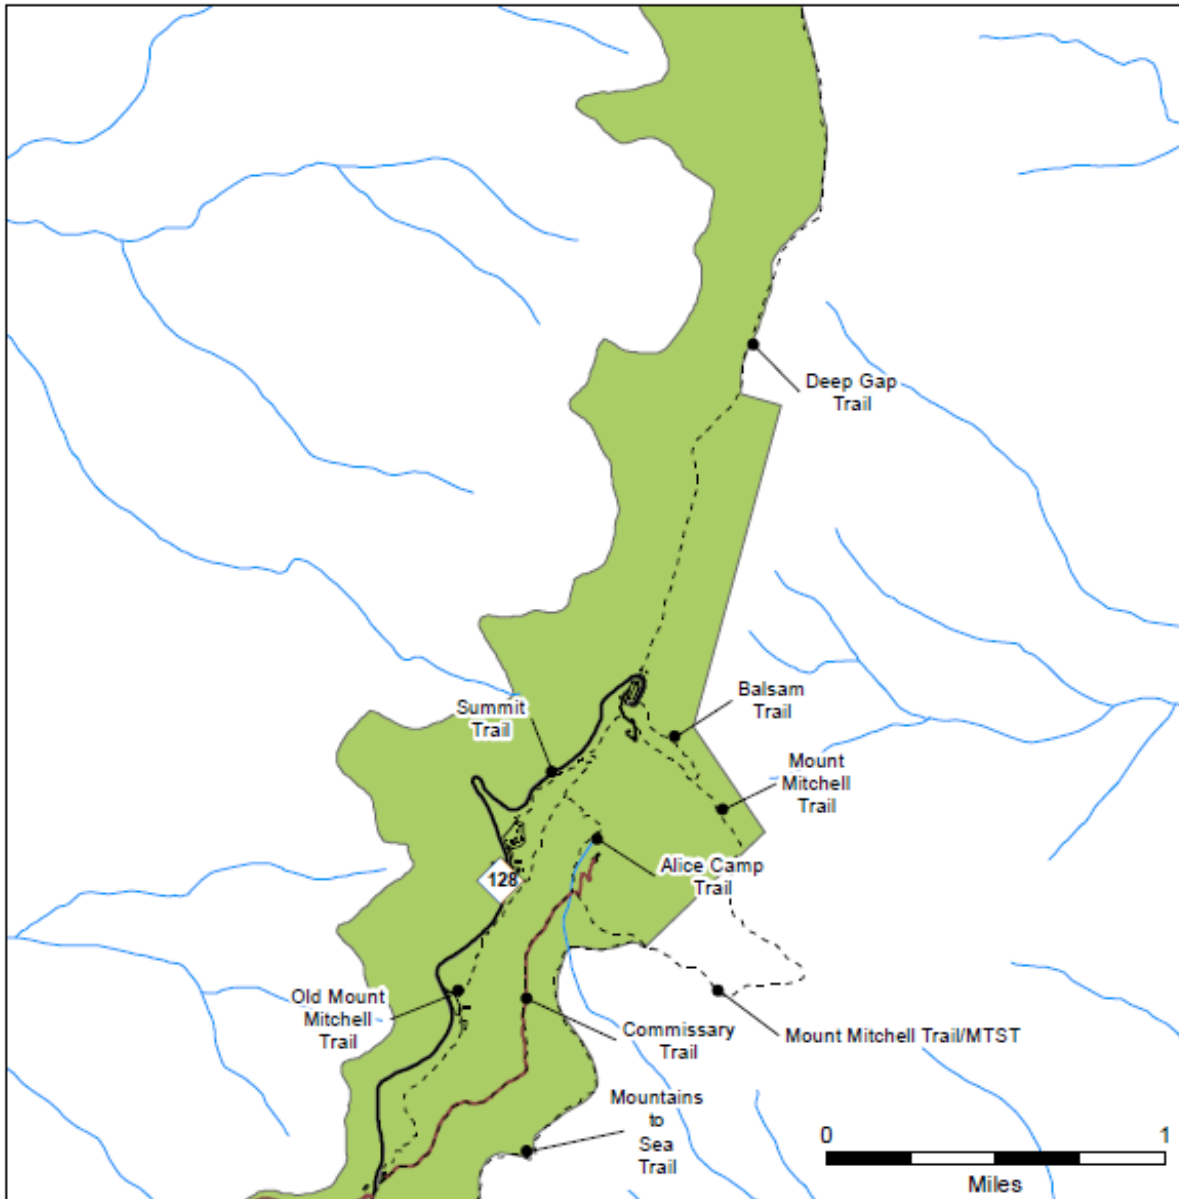 Deep Gap
Trail
Balsam
Trail
Summit
Trail
Mount
Mitchell
Trail
Alice Camp
Trail
128
Old Mount
Mitchell
Trail
Commissary
Trail
Mount Mitchell Trail/MTST
Mountains
to
Sea
Trail
0 1
Miles